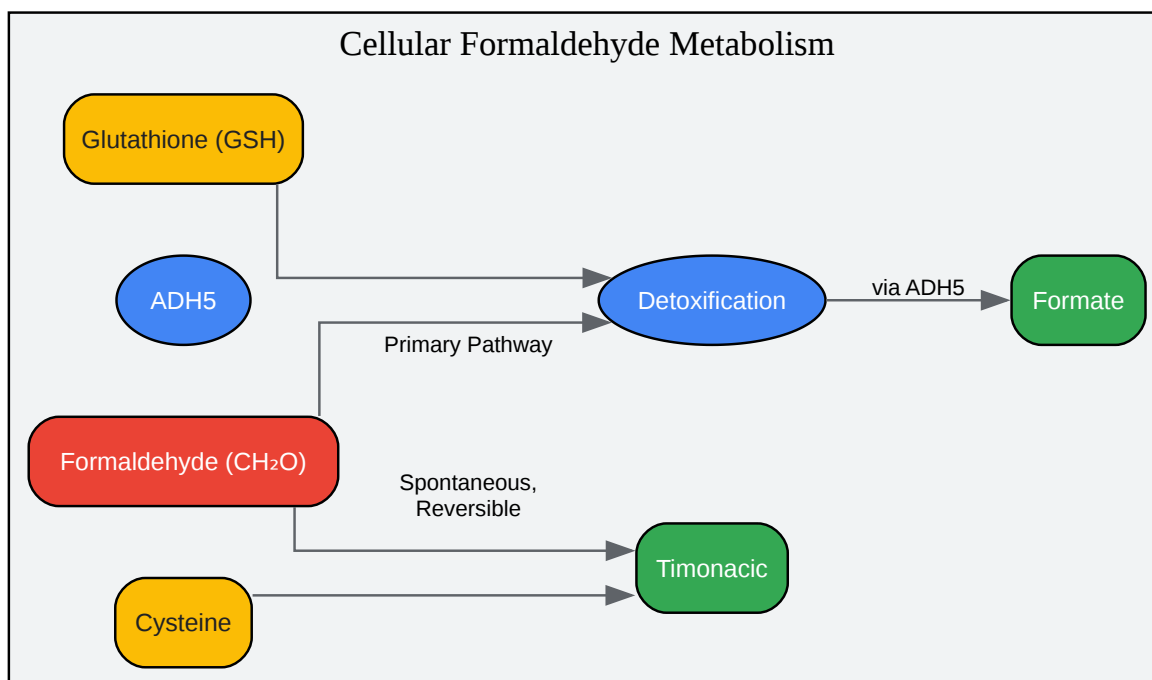 Cellular Formaldehyde Metabolism
Glutathione (GSH)
ADH5
Detoxification
via ADH5
Formate
Primary Pathway
Formaldehyde (CH₂O)
Spontaneous,
Reversible
Timonacic
Cysteine